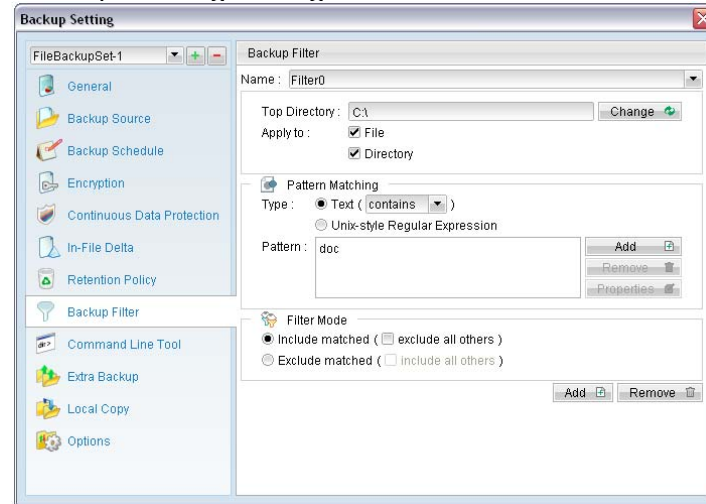 Backup Setting
FileBackupSet-1
General
Backup Source
Backup Schedule
Encryption
Continuous Data Protection
In-File Delta
Retention Policy
Backup Filter
Command Line Tool
Extra Backup
Local Copy
Options
Backup Filter
Name : Filter0
Top Directory : C:\ Change
Apply to : File
Directory
Pattern Matching
Type : Text ( contains )
Unix-style Regular Expression
Pattern : doc Add
Remove
Properties
Filter Mode
Include matched ( exclude all others )
Exclude matched ( include all others )
Add Remove